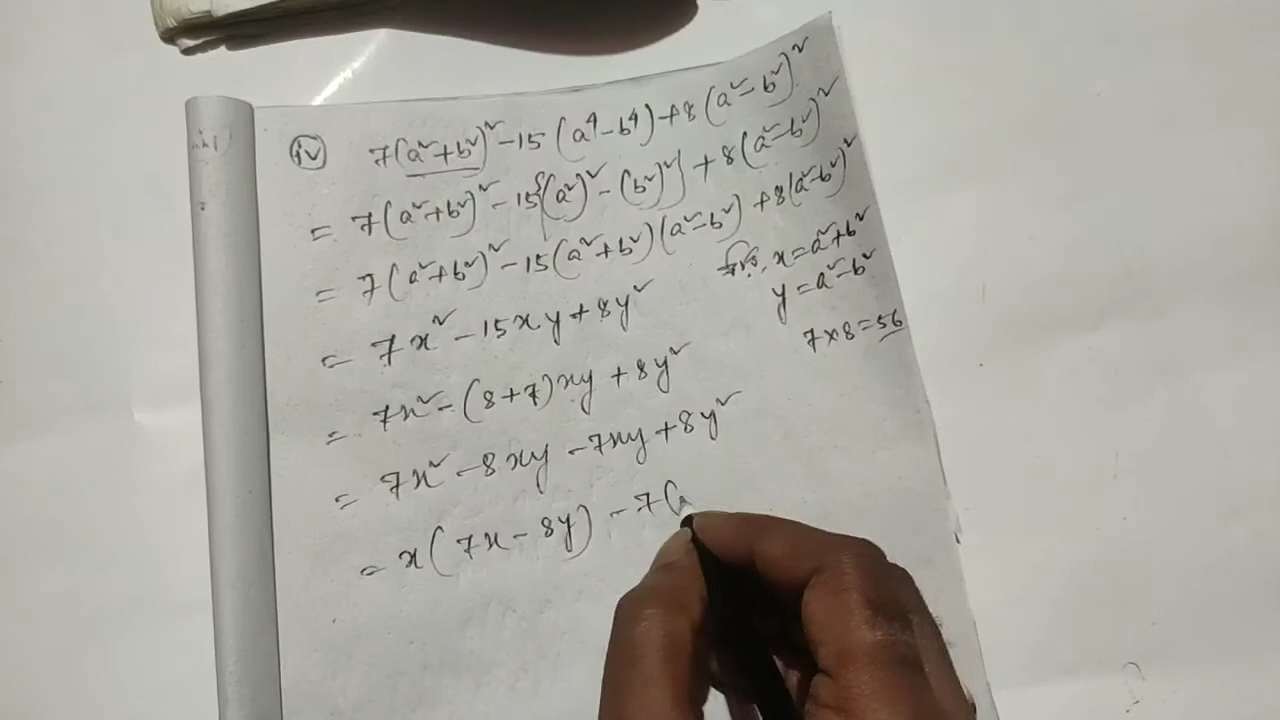 (iv) 7(a²+b²)² - 15 (a⁴-b⁴) + 8 (a²-b²)²
= 7(a²+b²)² - 15{(a²)² - (b²)²} + 8(a²-b²)²
= 7(a²+b²)² - 15(a²+b²)(a²-b²) + 8(a²-b²)²
x = a²+b²
y = a²-b²
= 7x² - 15xy + 8y²
7×8=56
= 7x² - (8+7)xy + 8y²
= 7x² - 8xy - 7xy + 8y²
= x(7x - 8y) - 7(